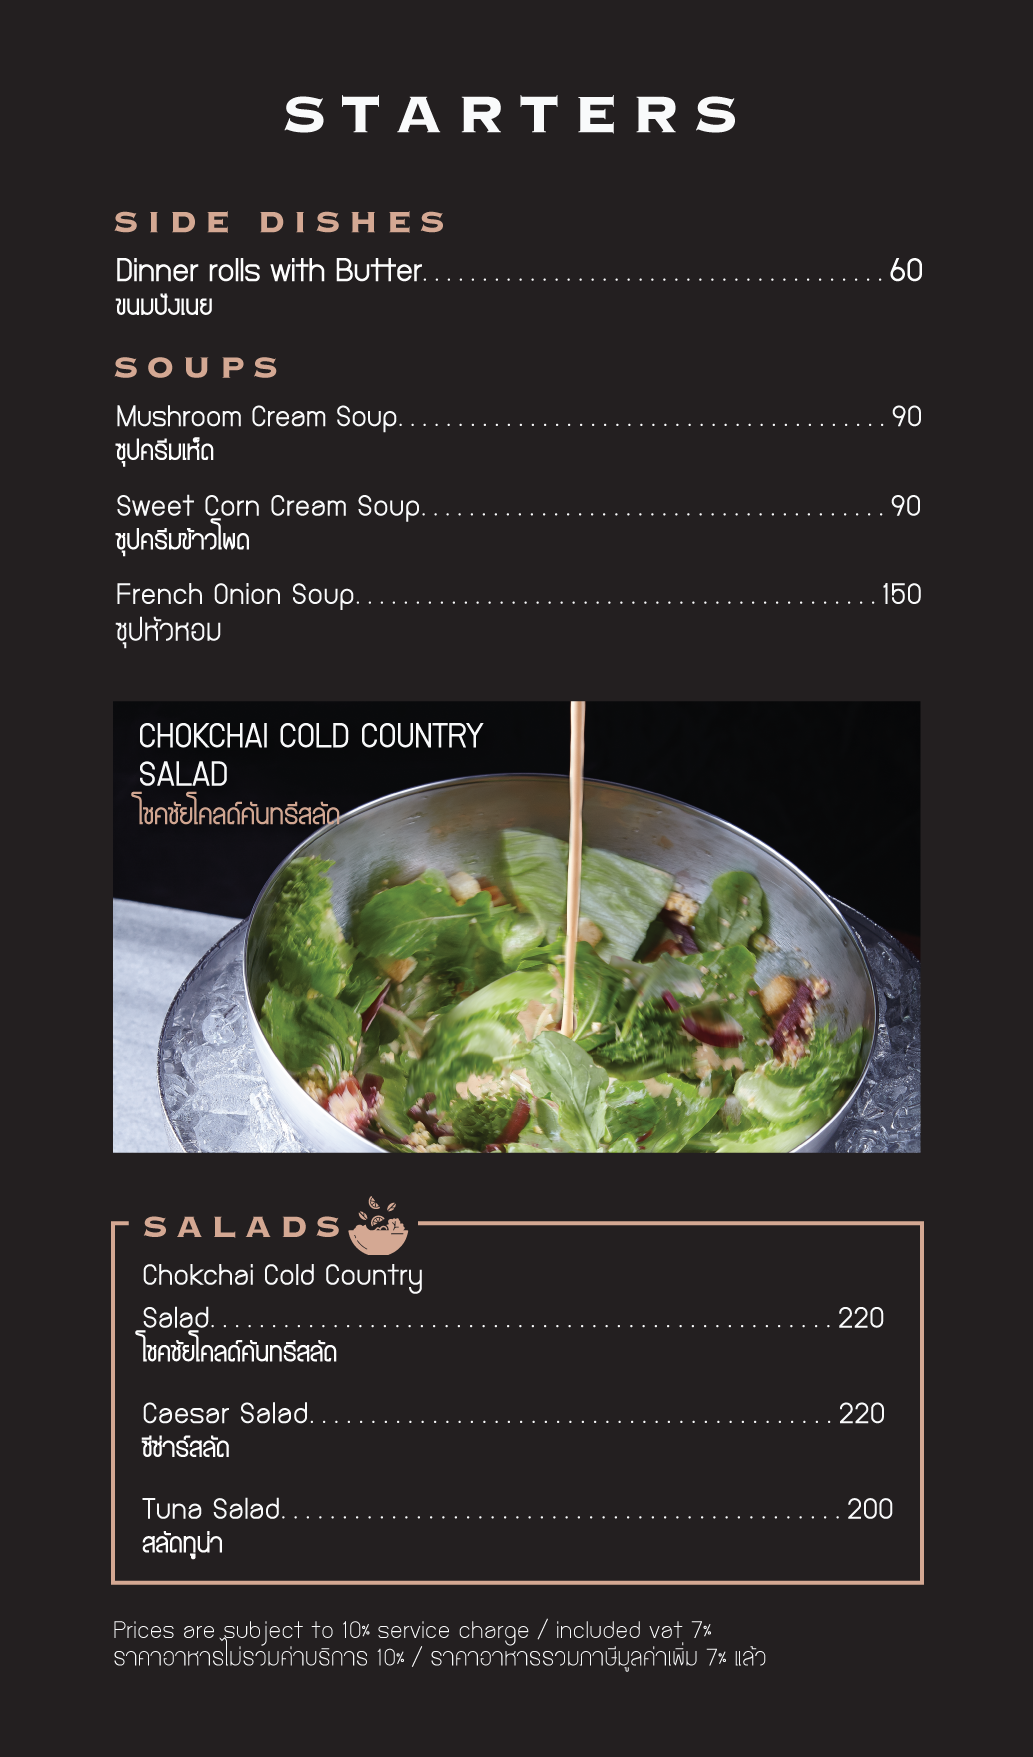 STARTERS
SIDE DISHES
Dinner rolls with Butter......................................60
ขนมปังเนย
SOUPS
Mushroom Cream Soup.........................................90
ซุปครีมเห็ด
Sweet Corn Cream Soup.......................................90
ซุปครีมข้าวโพด
French Onion Soup............................................150
ซุปหัวหอม
CHOKCHAI COLD COUNTRY
SALAD
โชคชัยโคลด์คันทรีสลัด
SALADS
Chokchai Cold Country
Salad....................................................220
โชคชัยโคลด์คันทรีสลัด
Caesar Salad............................................220
ซีซ่าร์สลัด
Tuna Salad...............................................200
สลัดทูน่า
Prices are subject to 10% service charge / included vat 7%
ราคาอาหารไม่รวมค่าบริการ 10% / ราคาอาหารรวมภาษีมูลค่าเพิ่ม 7% แล้ว